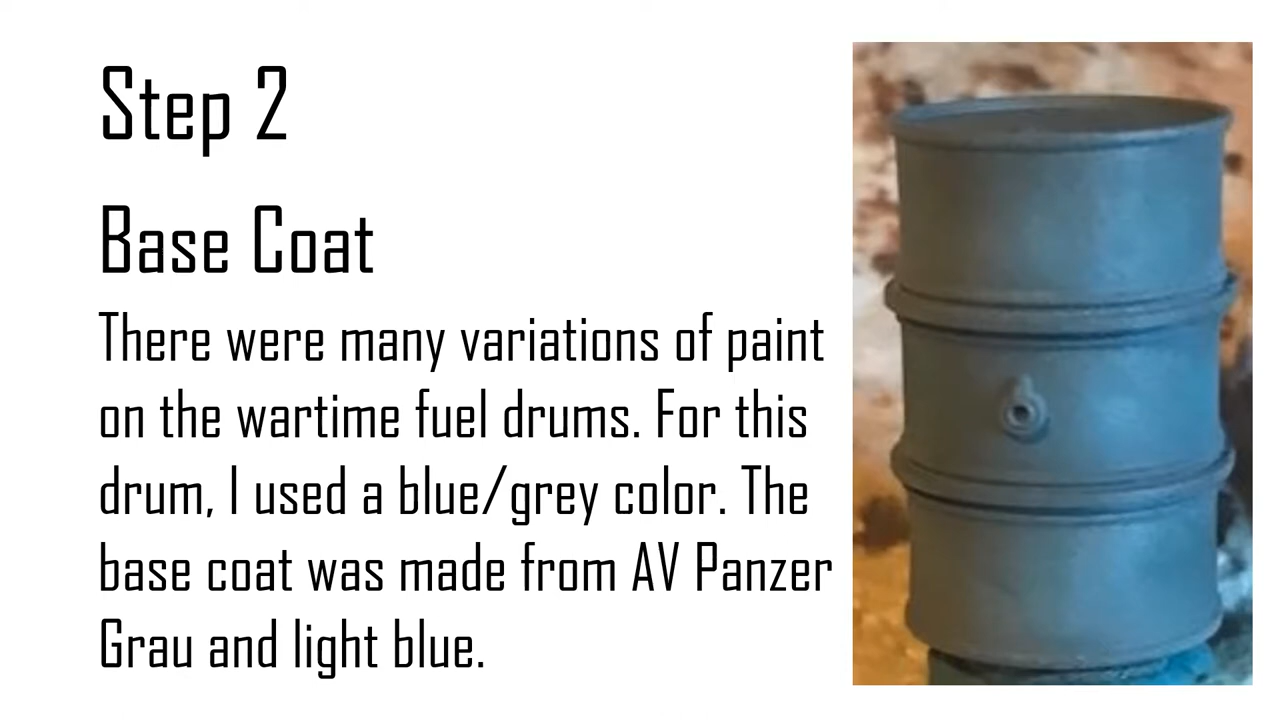 Step 2
Base Coat
There were many variations of paint
on the wartime fuel drums. For this
drum, I used a blue/grey color. The
base coat was made from AV Panzer
Grau and light blue.